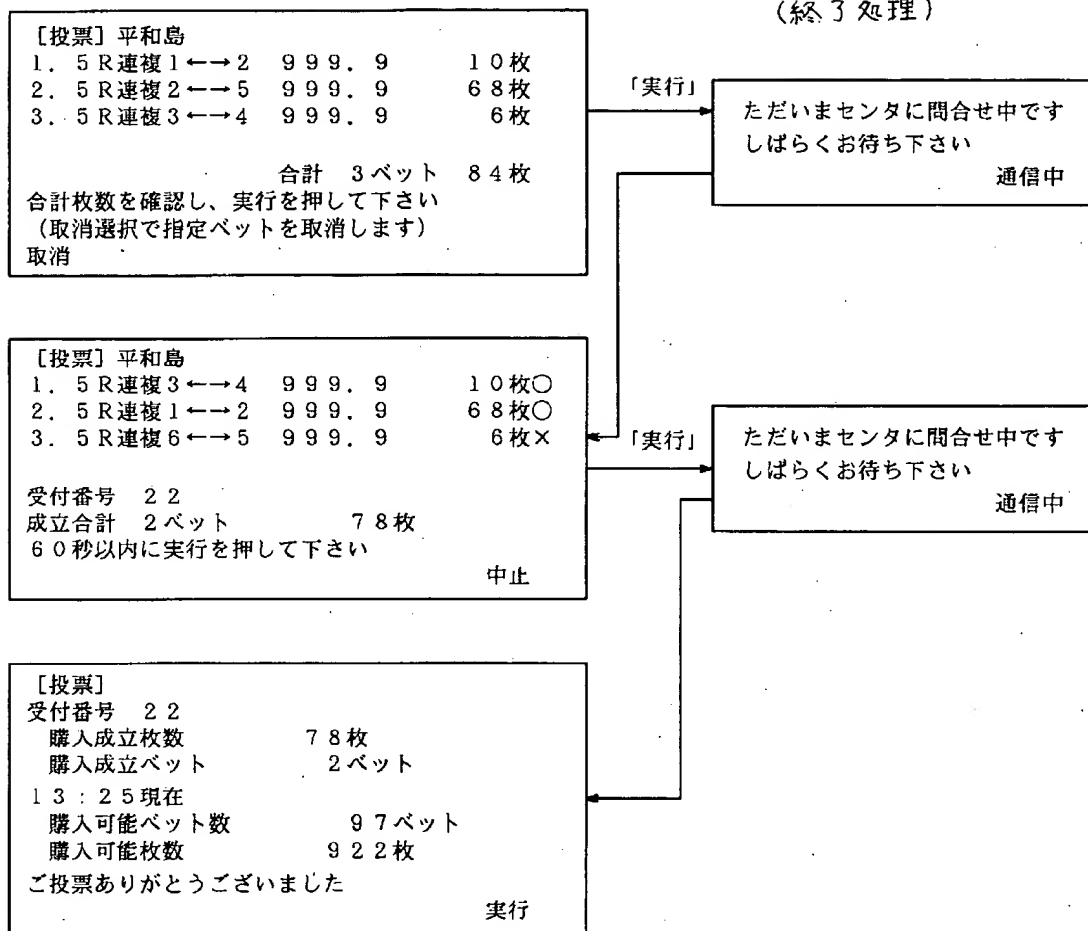 (終了処理)
[投票] 平和島
1. 5R連複1←→2 999.9 10枚
2. 5R連複2←→5 999.9 68枚
3. 5R連複3←→4 999.9 6枚
合計 3ベット 84枚
合計枚数を確認し、実行を押して下さい
(取消選択で指定ベットを取消します)
取消
「実行」
ただいまセンタに問合せ中です
しばらくお待ち下さい
通信中
[投票] 平和島
1. 5R連複3←→4 999.9 10枚○
2. 5R連複1←→2 999.9 68枚○
3. 5R連複6←→5 999.9 6枚×
受付番号 22
成立合計 2ベット 78枚
60秒以内に実行を押して下さい
中止
「実行」
ただいまセンタに問合せ中です
しばらくお待ち下さい
通信中
[投票]
受付番号 22
購入成立枚数 78枚
購入成立ベット 2ベット
13:25現在
購入可能ベット数 97ベット
購入可能枚数 922枚
ご投票ありがとうございました
実行